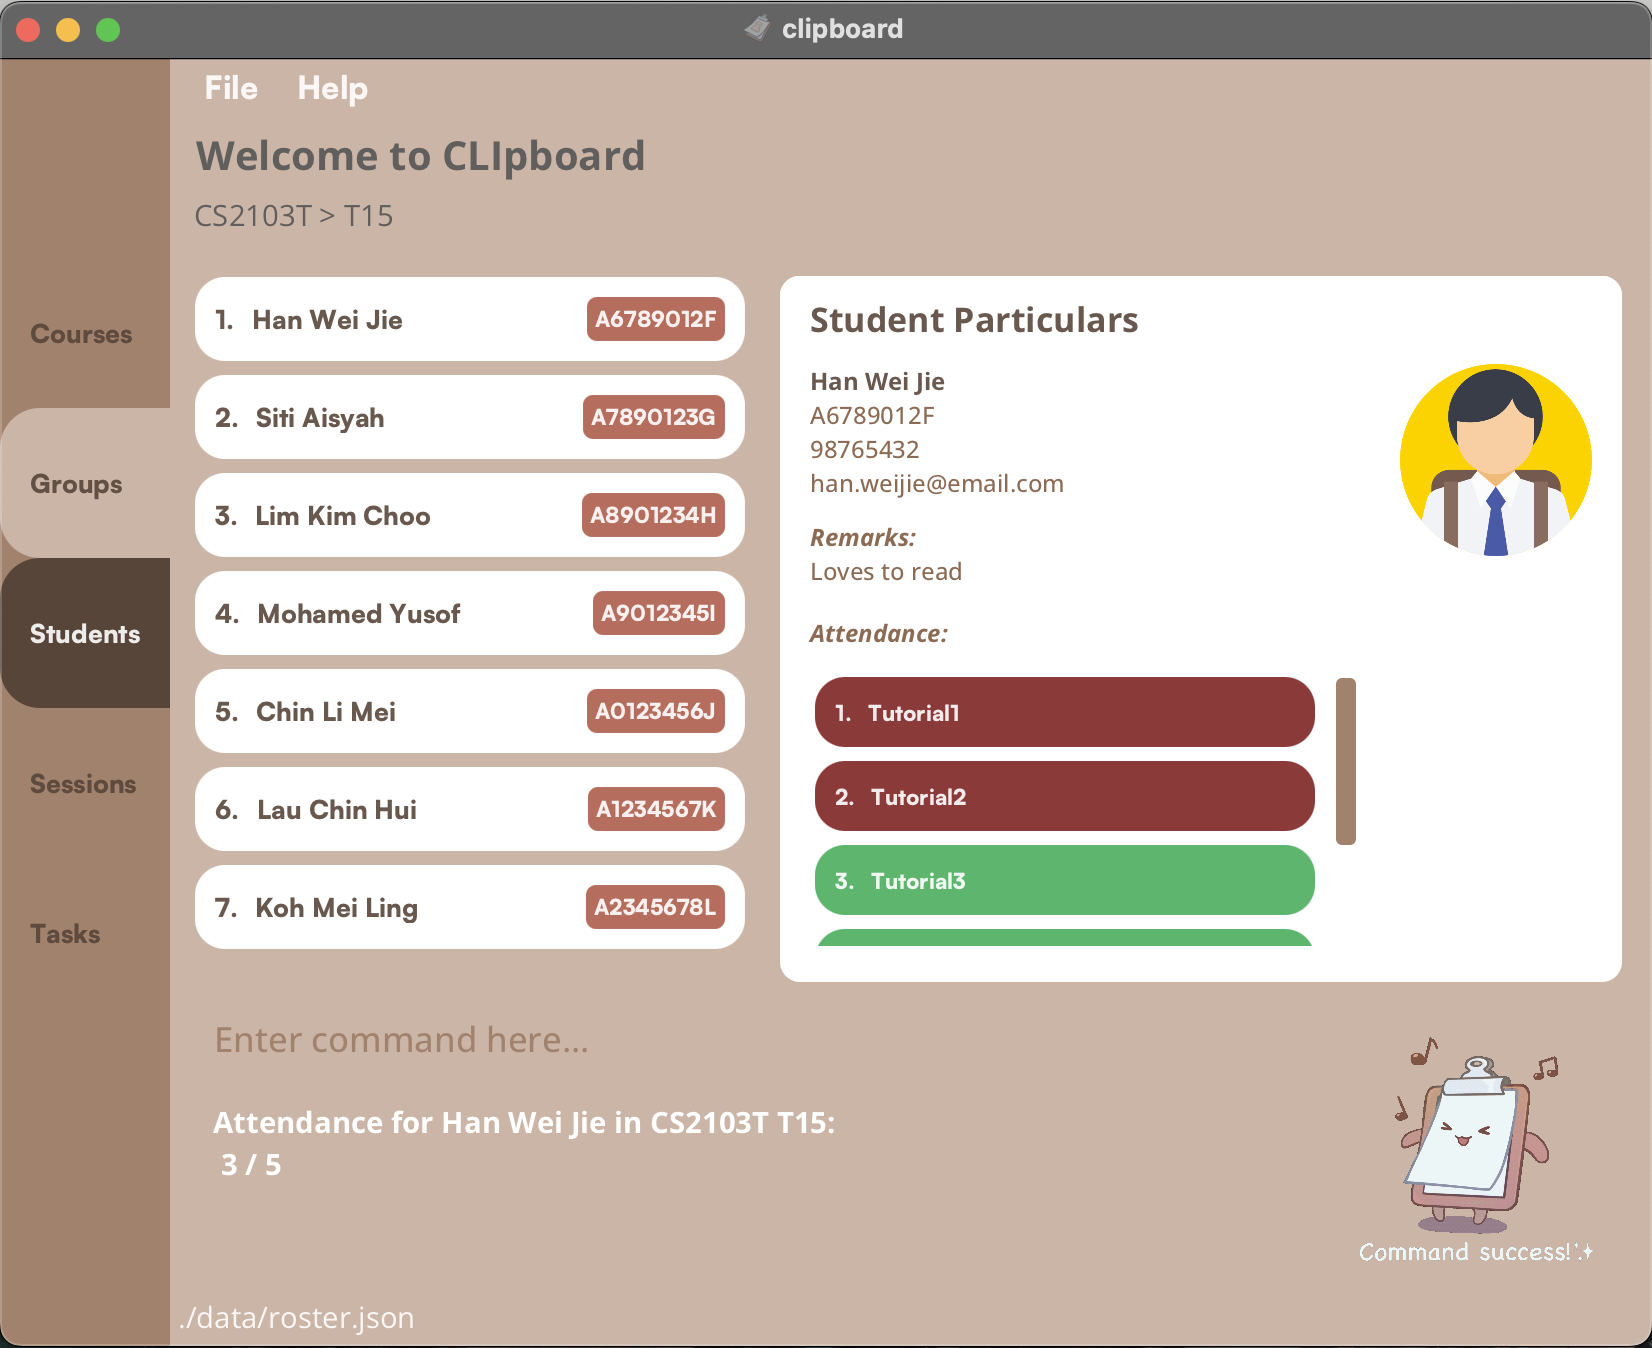 clipboard
File Help
Welcome to CLIpboard
CS2103T > T15
Courses
Groups
Students
Sessions
Tasks
1. Han Wei Jie A6789012F
2. Siti Aisyah A7890123G
3. Lim Kim Choo A8901234H
4. Mohamed Yusof A9012345I
5. Chin Li Mei A0123456J
6. Lau Chin Hui A1234567K
7. Koh Mei Ling A2345678L
Student Particulars
Han Wei Jie
A6789012F
98765432
han.weijie@email.com
Remarks:
Loves to read
Attendance:
1. Tutorial1
2. Tutorial2
3. Tutorial3
Enter command here...
Attendance for Han Wei Jie in CS2103T T15:
3 / 5
Command success!
./data/roster.json